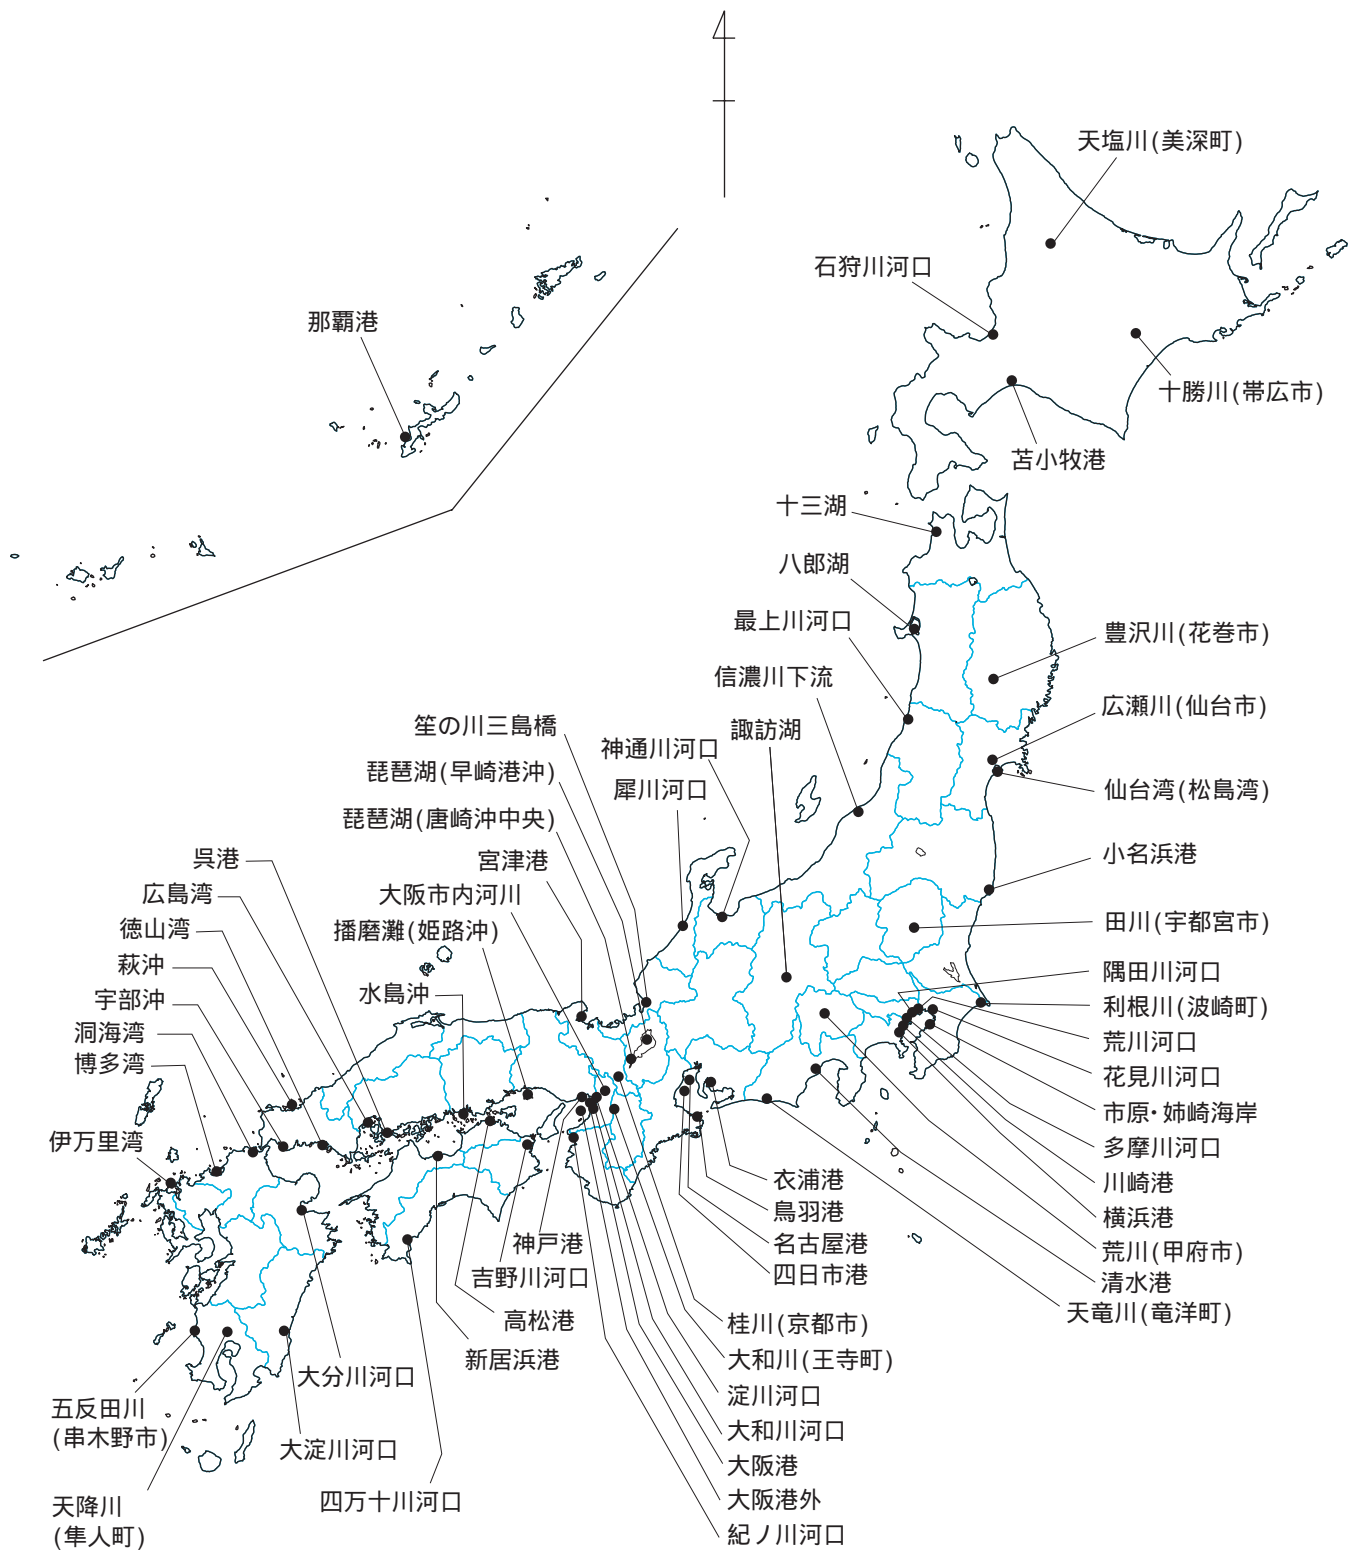 天塩川(美深町)
石狩川河口
那覇港
十勝川(帯広市)
苫小牧港
十三湖
八郎湖
最上川河口
豊沢川(花巻市)
信濃川下流
広瀬川(仙台市)
笙の川三島橋
諏訪湖
神通川河口
琵琶湖(早崎港沖)
犀川河口
仙台湾(松島湾)
琵琶湖(唐崎沖中央)
呉港
宮津港
小名浜港
広島湾
大阪市内河川
徳山湾
播磨灘(姫路沖)
田川(宇都宮市)
萩沖
隅田川河口
宇部沖
水島沖
利根川(波崎町)
洞海湾
荒川河口
博多湾
花見川河口
市原・姉崎海岸
伊万里湾
多摩川河口
衣浦港
川崎港
鳥羽港
横浜港
神戸港
名古屋港
荒川(甲府市)
吉野川河口
四日市港
清水港
高松港
天竜川(竜洋町)
桂川(京都市)
新居浜港
大和川(王寺町)
大分川河口
淀川河口
五反田川
(串木野市)
大和川河口
大淀川河口
大阪港
四万十川河口
大阪港外
天降川
(隼人町)
紀ノ川河口